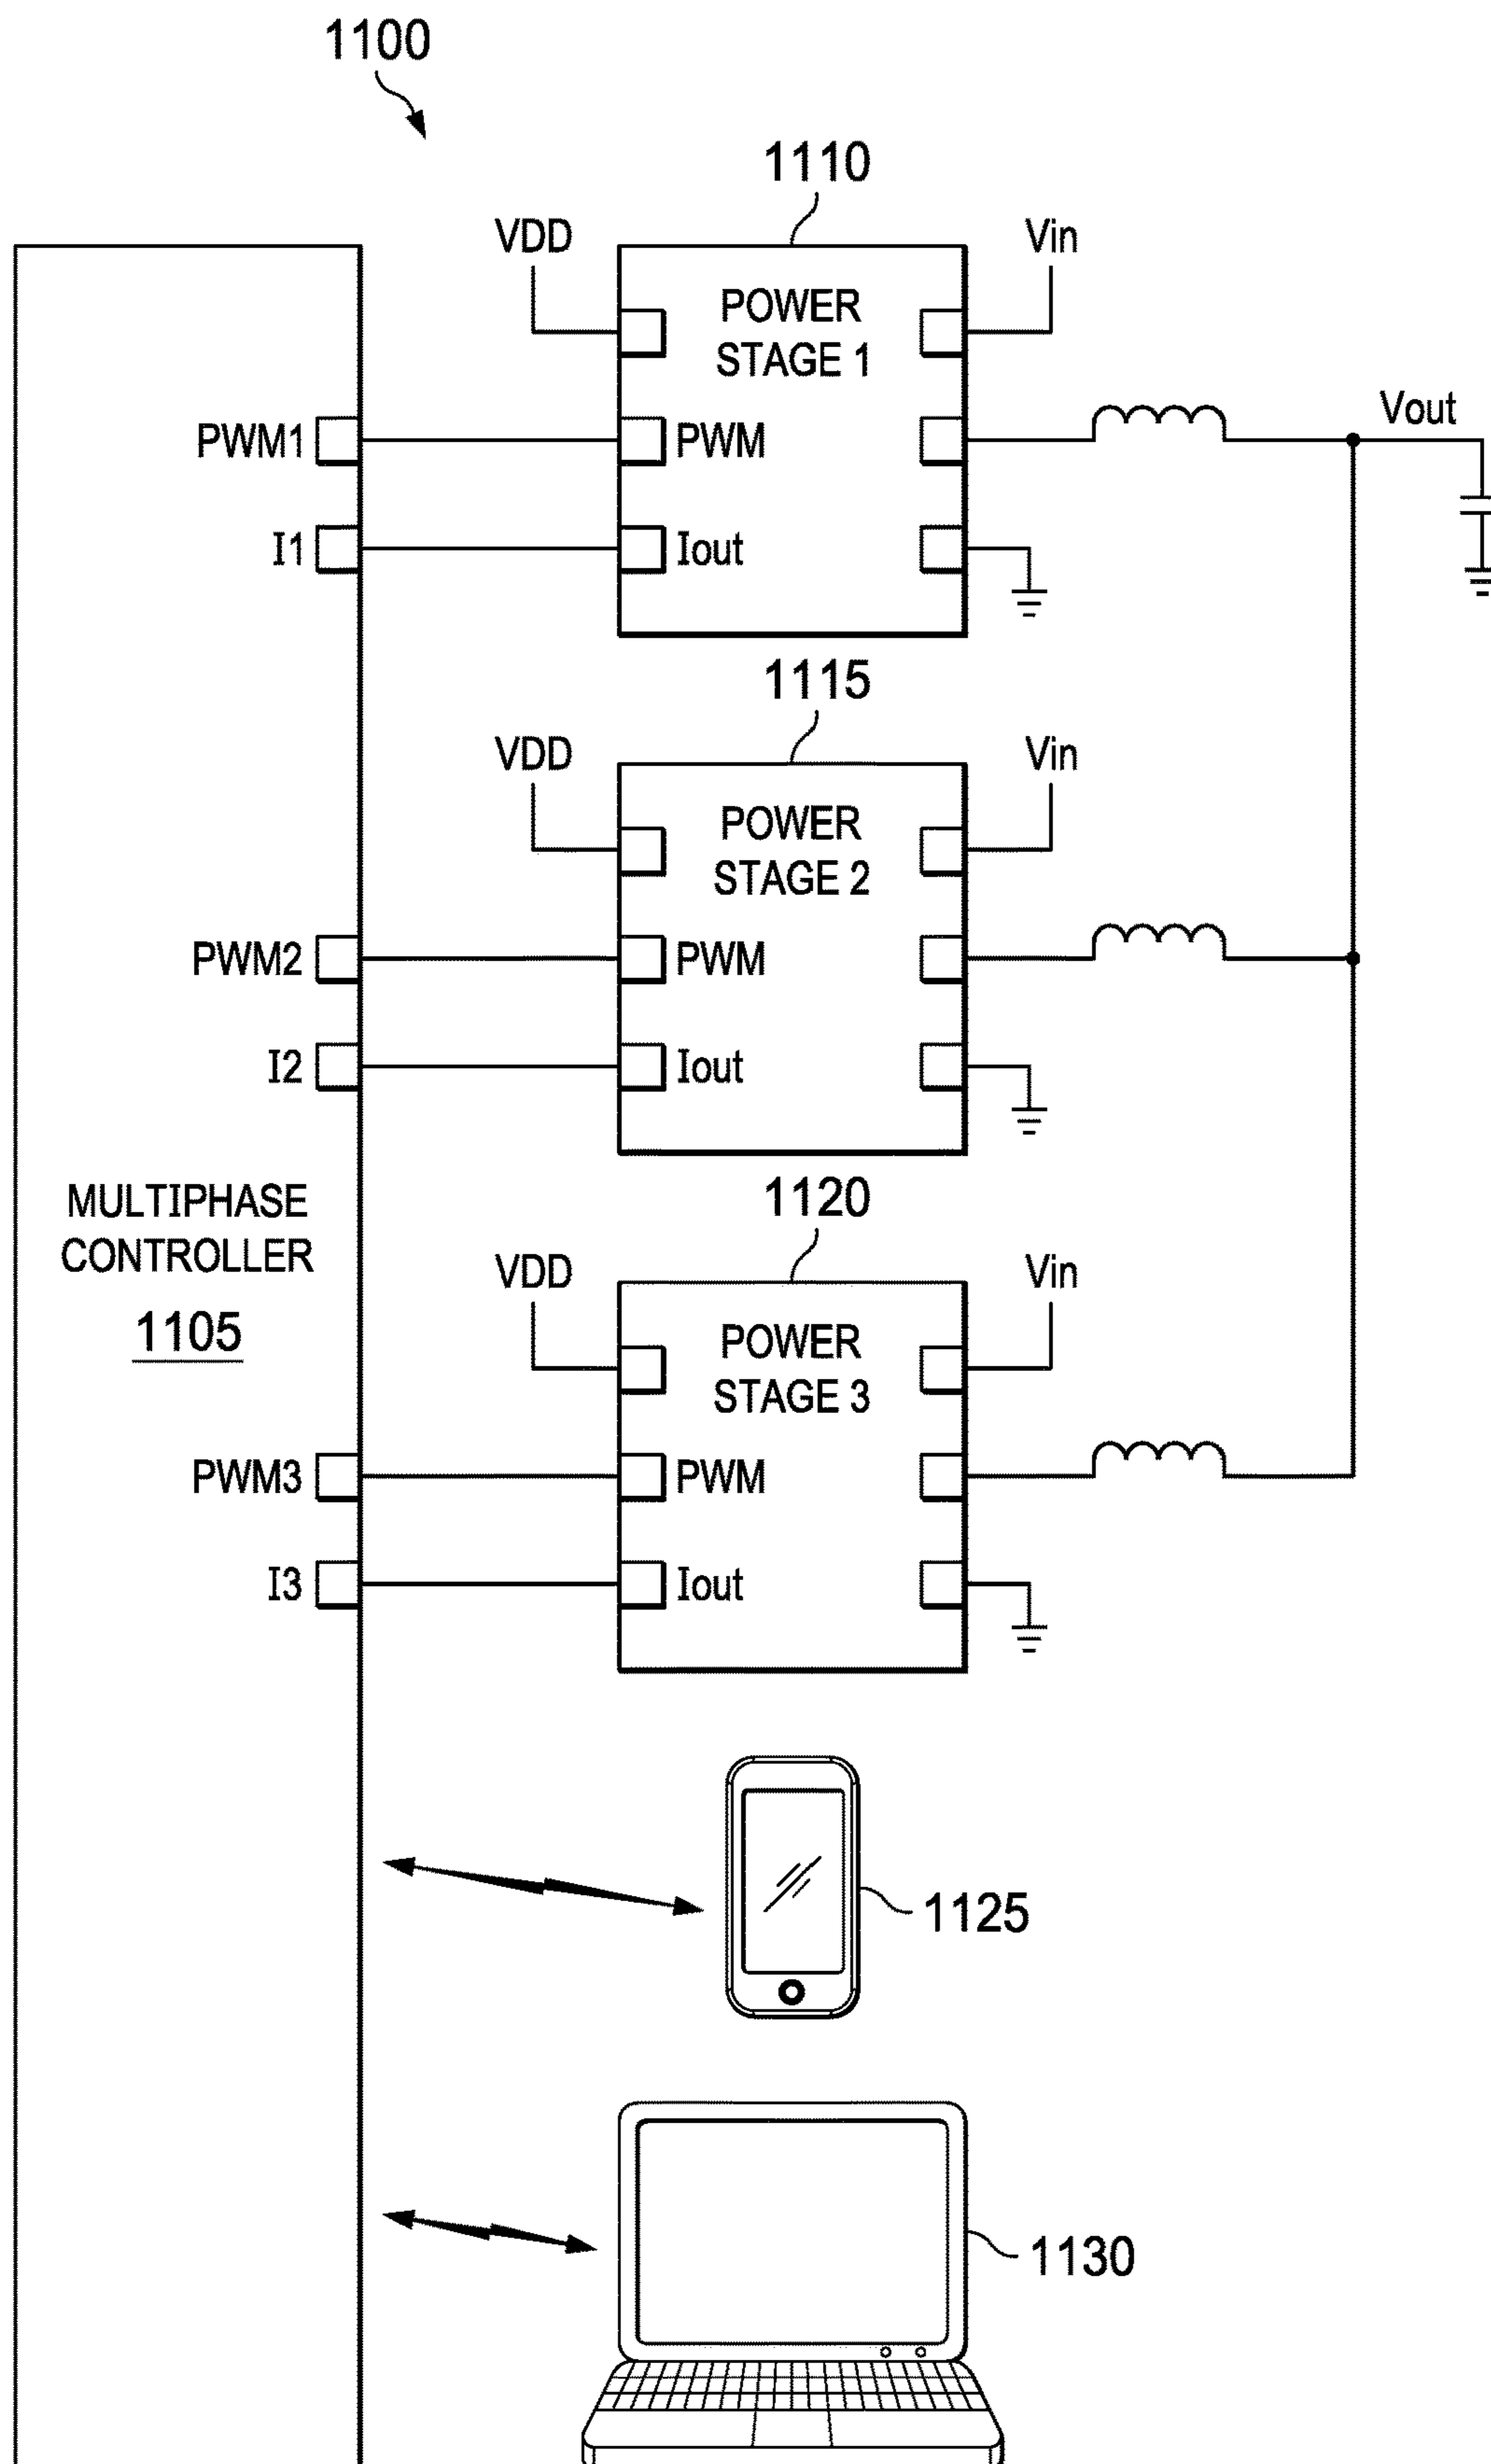 1100
1110
VDD
Vin
POWER
STAGE 1
Vout
PWM1
PWM
I1
Iout
1115
VDD
Vin
POWER
STAGE 2
PWM2
PWM
I2
Iout
MULTIPHASE
CONTROLLER
1105
1120
VDD
Vin
POWER
STAGE 3
PWM3
PWM
I3
Iout
1125
1130